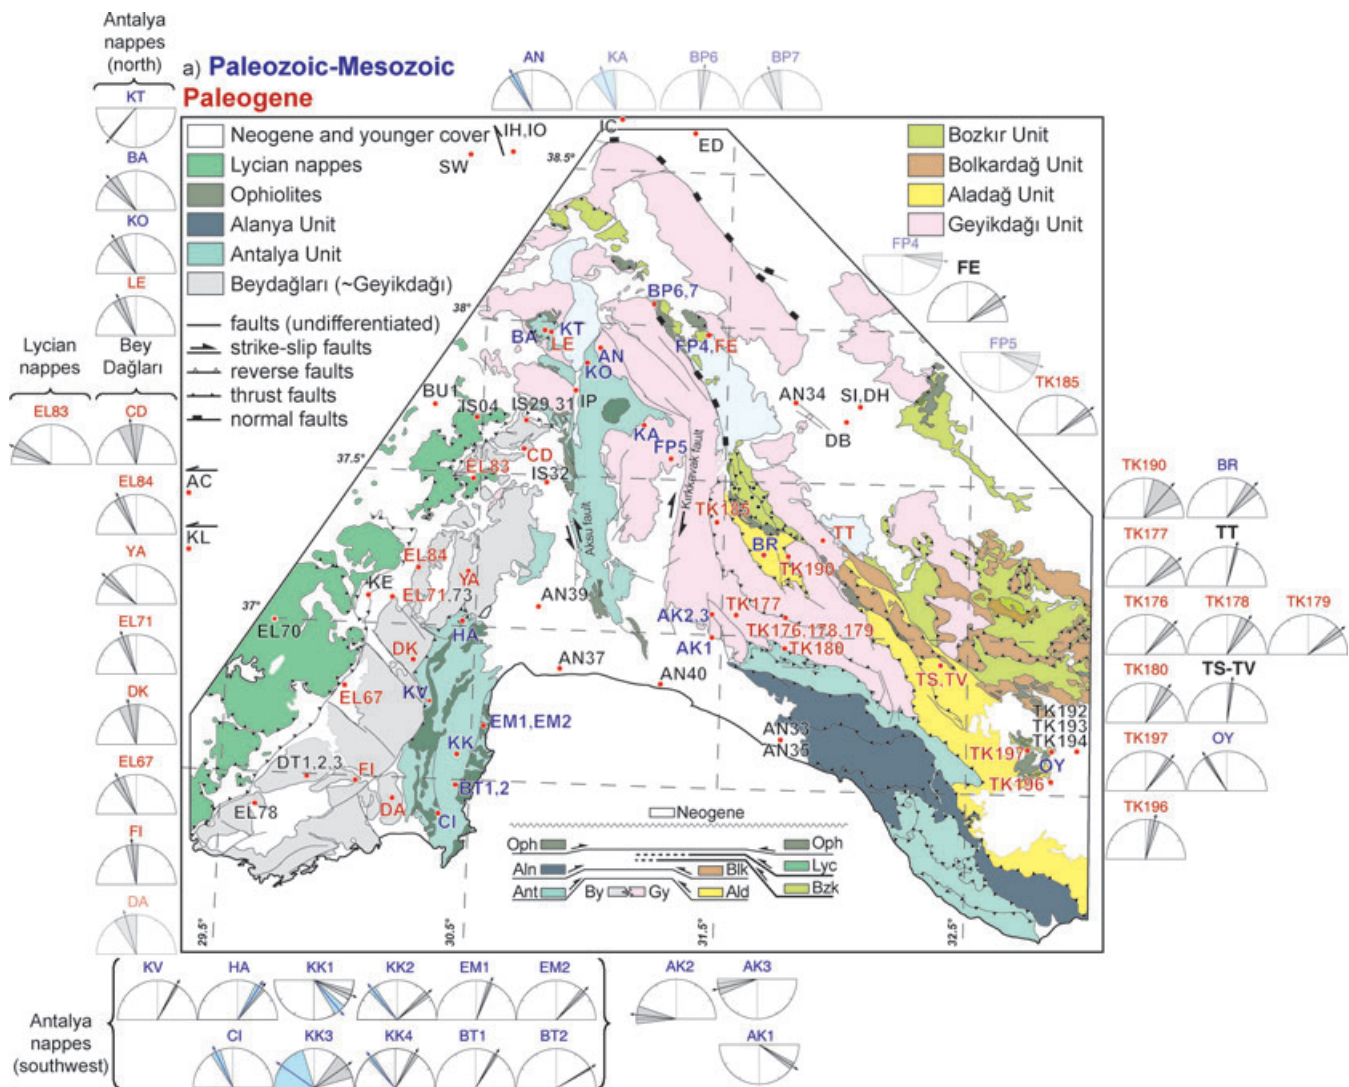 Antalya
nappes
(north)
a) Paleozoic-Mesozoic
Paleogene
AN
KA
BP6
BP7
KT
BA
KO
LE
Lycian
nappes
Bey
Dağları
EL83
CD
EL84
YA
EL71
DK
EL67
FI
DA
Neogene and younger cover
Lycian nappes
Ophiolites
Alanya Unit
Antalya Unit
Beydağları (~Geyikdağı)
faults (undifferentiated)
strike-slip faults
reverse faults
thrust faults
normal faults
Bozkır Unit
Bolkardağ Unit
Aladağ Unit
Geyikdağı Unit
IH,IO
SW
IC
ED
38.5°
38°
37.5°
37°
29.5°
30.5°
31.5°
32.5°
BP6,7
BA
KT
LE
AN
KO
FP4,FE
BU1
IS04
IS29,31
IP
AN34
SI,DH
DB
KA
FP5
CD
EL83
IS32
AC
KL
Aksu fault
Kırkkavak fault
TK185
TT
BR
TK190
EL84
YA
KE
EL71,73
EL70
HA
AN39
AK2,3
TK177
TK176,178,179
AK1
TK180
DK
AN37
AN40
EL67
KV
TS,TV
EM1,EM2
KK
AN33
AN35
TK192
TK193
TK194
TK197
OY
TK196
DT1,2,3
FI
BT1,2
DA
EL78
CI
Neogene
Oph
Oph
Aln
Blk
Lyc
Ant
By
Gy
Ald
Bzk
FP4
FE
FP5
TK185
TK190
BR
TK177
TT
TK176
TK178
TK179
TK180
TS-TV
TK197
OY
TK196
Antalya
nappes
(southwest)
KV
HA
KK1
KK2
EM1
EM2
CI
KK3
KK4
BT1
BT2
AK2
AK3
AK1